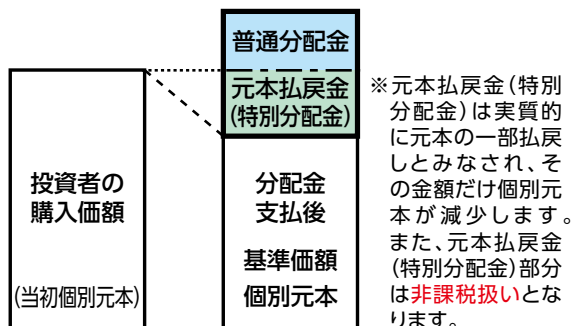 普通分配金
元本払戻金
(特別分配金)
投資者の
購入価額
(当初個別元本)
分配金
支払後
基準価額
個別元本
※元本払戻金(特別
分配金)は実質的
に元本の一部払戻
しとみなされ、そ
の金額だけ個別元
本が減少します。
また、元本払戻金
(特別分配金)部分
は非課税扱いとな
ります。